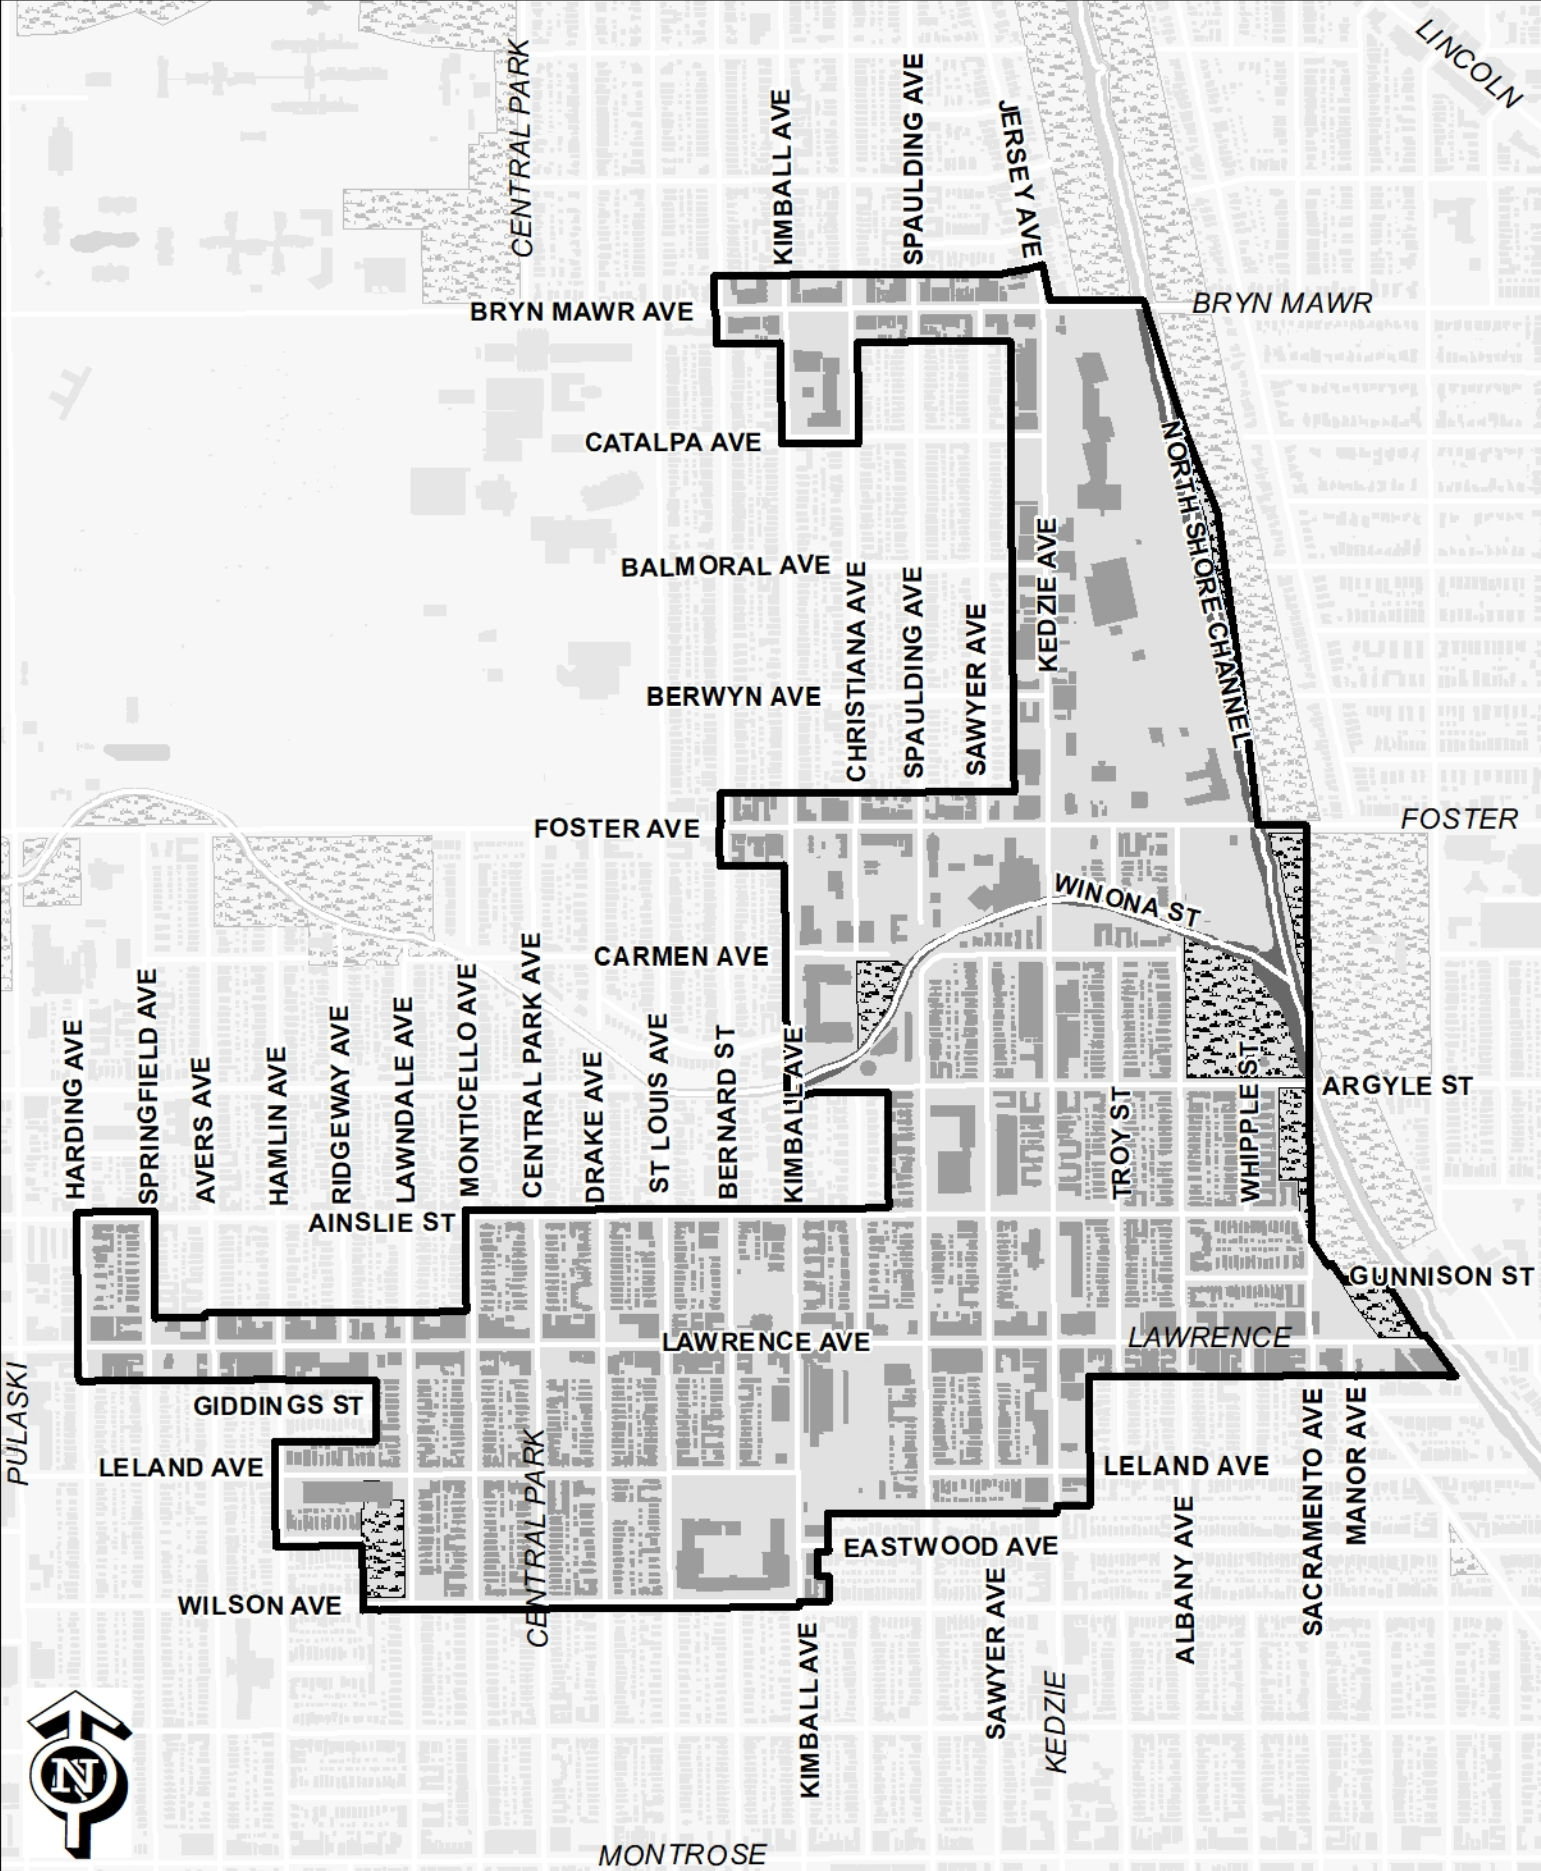 LINCOLN
CENTRAL PARK
KIMBALL AVE
SPAULDING AVE
JERSEY AVE
BRYN MAWR AVE
BRYN MAWR
CATALPA AVE
NORTH SHORE CHANNEL
BALMORAL AVE
KEDZIE AVE
CHRISTIANA AVE
SPAULDING AVE
SAWYER AVE
BERWYN AVE
FOSTER AVE
FOSTER
WINONA ST
CARMEN AVE
HARDING AVE
SPRINGFIELD AVE
AVERS AVE
HAMLIN AVE
RIDGEWAY AVE
LAWNDALE AVE
MONTICELLO AVE
CENTRAL PARK AVE
DRAKE AVE
ST LOUIS AVE
BERNARD ST
KIMBALL AVE
TROY ST
WHIPPLE ST
ARGYLE ST
AINSLIE ST
GUNNISON ST
LAWRENCE AVE
LAWRENCE
PULASKI
GIDDINGS ST
LELAND AVE
CENTRAL PARK
LELAND AVE
SACRAMENTO AVE
MANOR AVE
EASTWOOD AVE
ALBANY AVE
WILSON AVE
KIMBALL AVE
SAWYER AVE
KEDZIE
N
MONTROSE